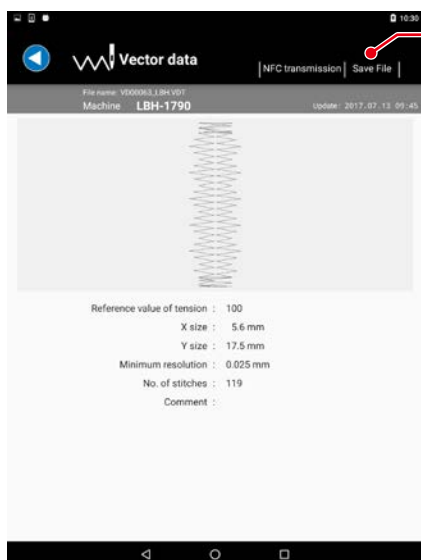 10:30
Vector data
NFC transmission Save File
File name: VD00063_LBH.VDT
Machine LBH-1790 Update: 2017.07.13 09:45
Reference value of tension : 100
X size : 5.6 mm
Y size : 17.5 mm
Minimum resolution : 0.025 mm
No. of stitches : 119
Comment :